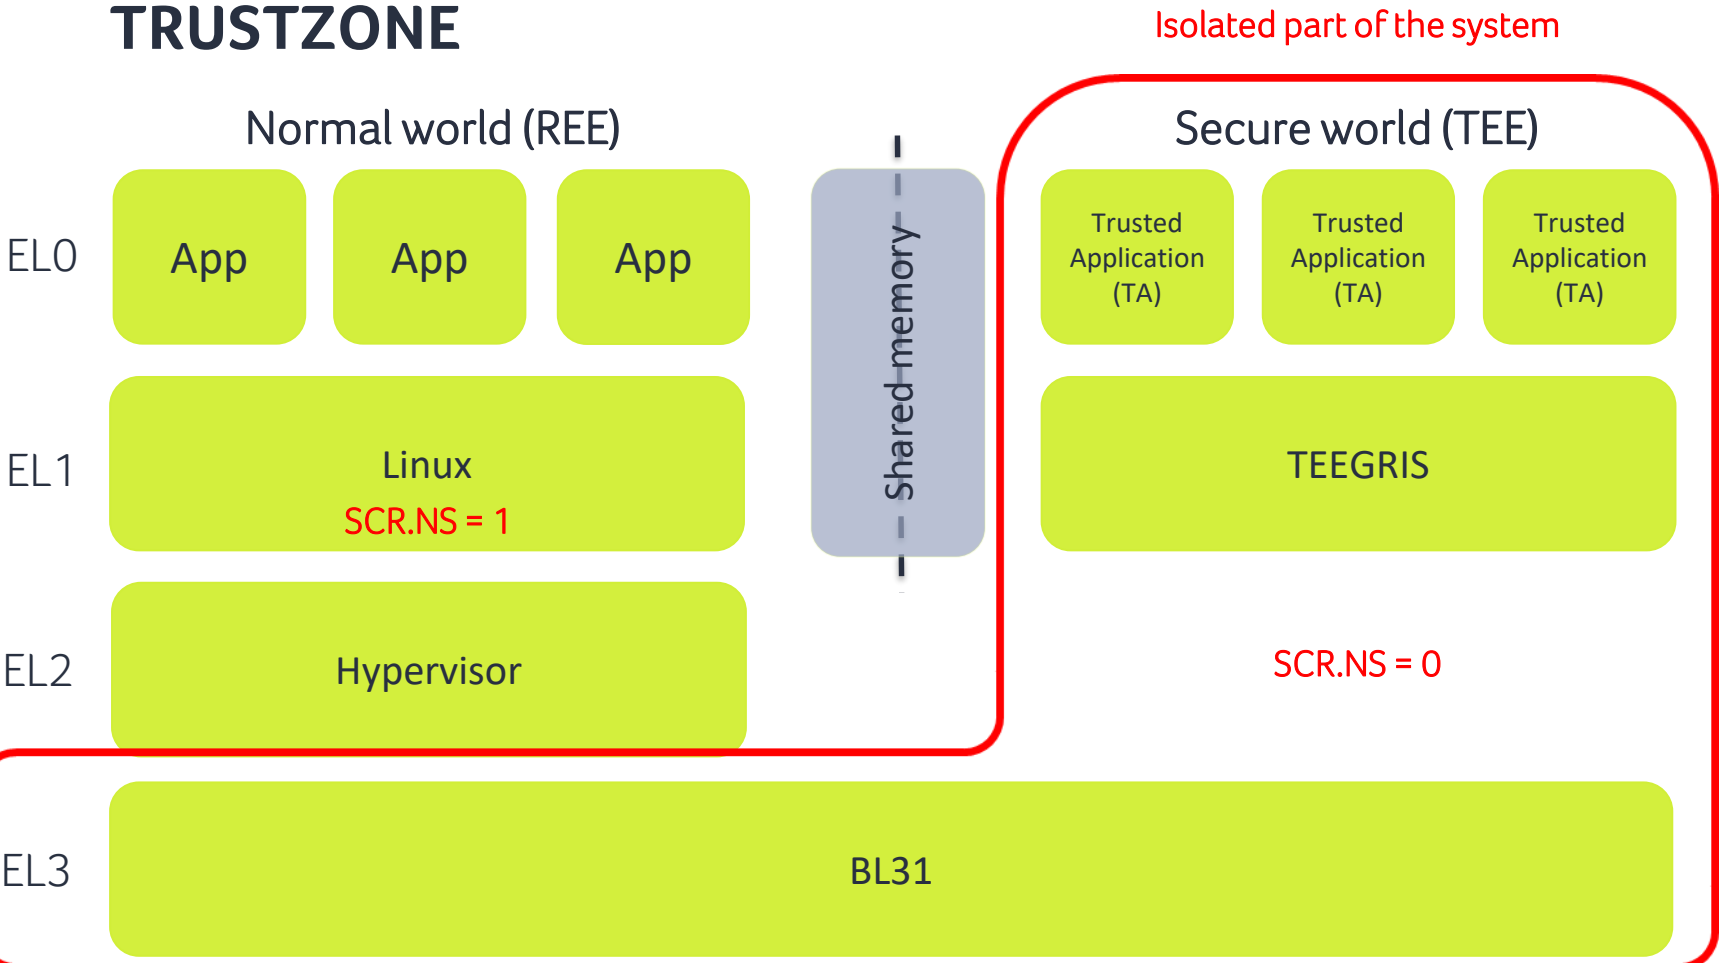 TRUSTZONE
Isolated part of the system
Normal world (REE)
Secure world (TEE)
EL0
App
App
App
Shared memory
Trusted
Application
(TA)
Trusted
Application
(TA)
Trusted
Application
(TA)
EL1
Linux
SCR.NS = 1
TEEGRIS
EL2
Hypervisor
SCR.NS = 0
EL3
BL31